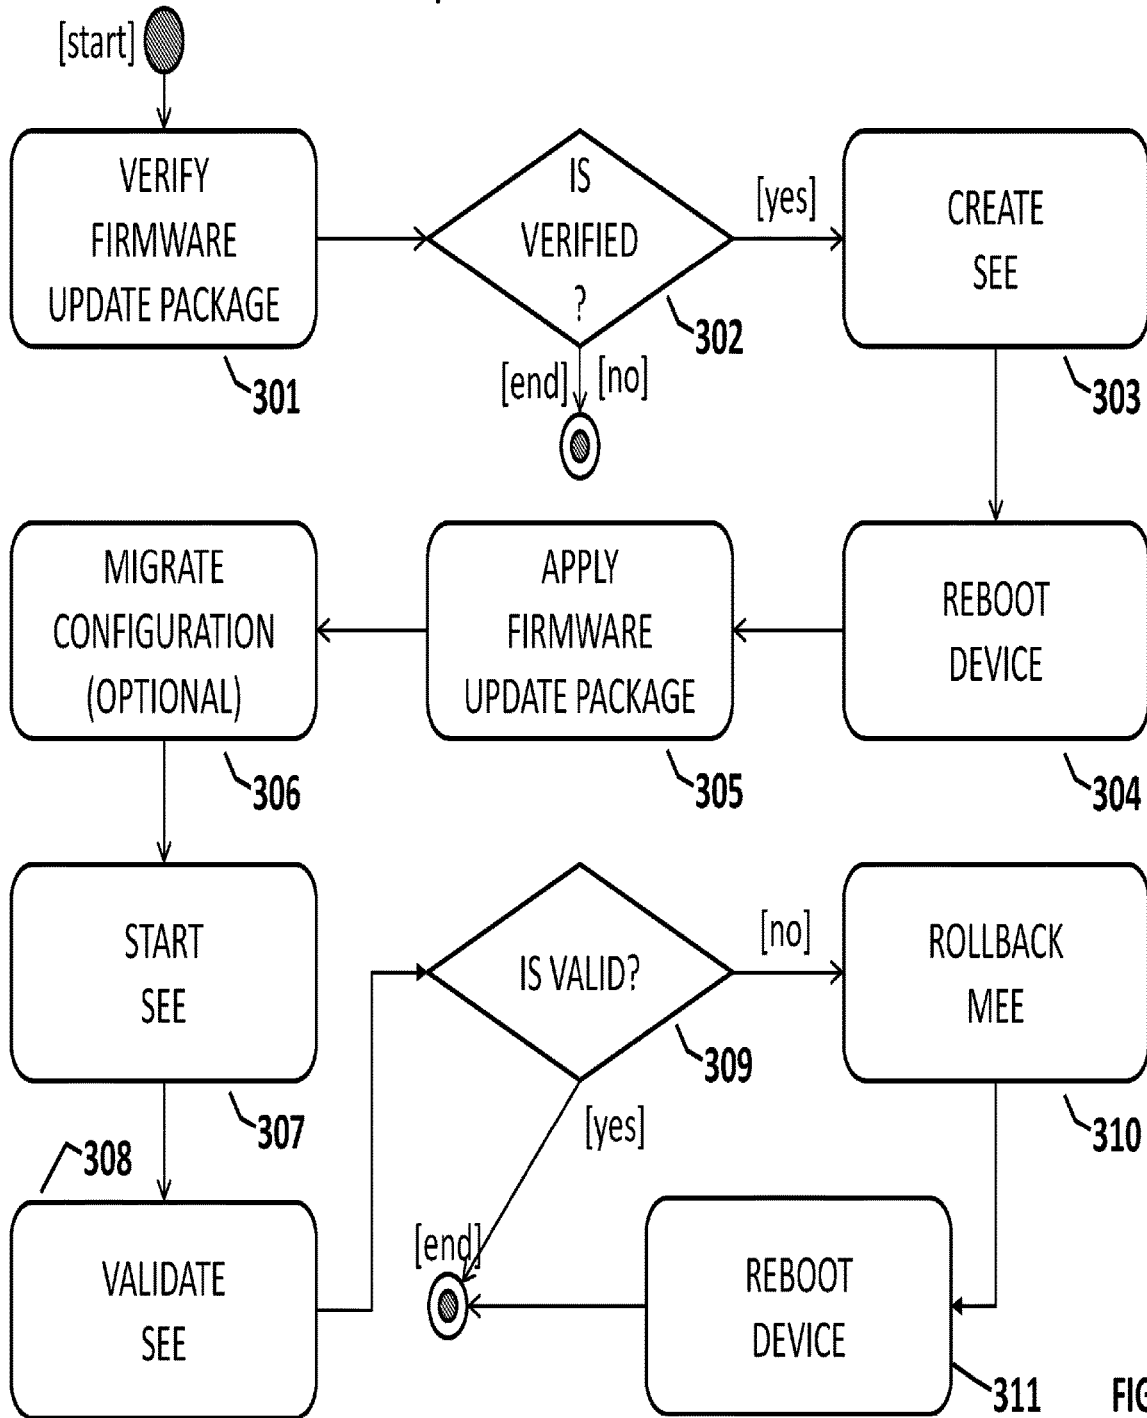 [start]
VERIFY
FIRMWARE
UPDATE PACKAGE
301
IS
VERIFIED
?
302
[yes]
[end]
[no]
CREATE
SEE
303
REBOOT
DEVICE
304
APPLY
FIRMWARE
UPDATE PACKAGE
305
MIGRATE
CONFIGURATION
(OPTIONAL)
306
START
SEE
307
308
VALIDATE
SEE
IS VALID?
309
[no]
[yes]
ROLLBACK
MEE
310
REBOOT
DEVICE
311
[end]
FIG